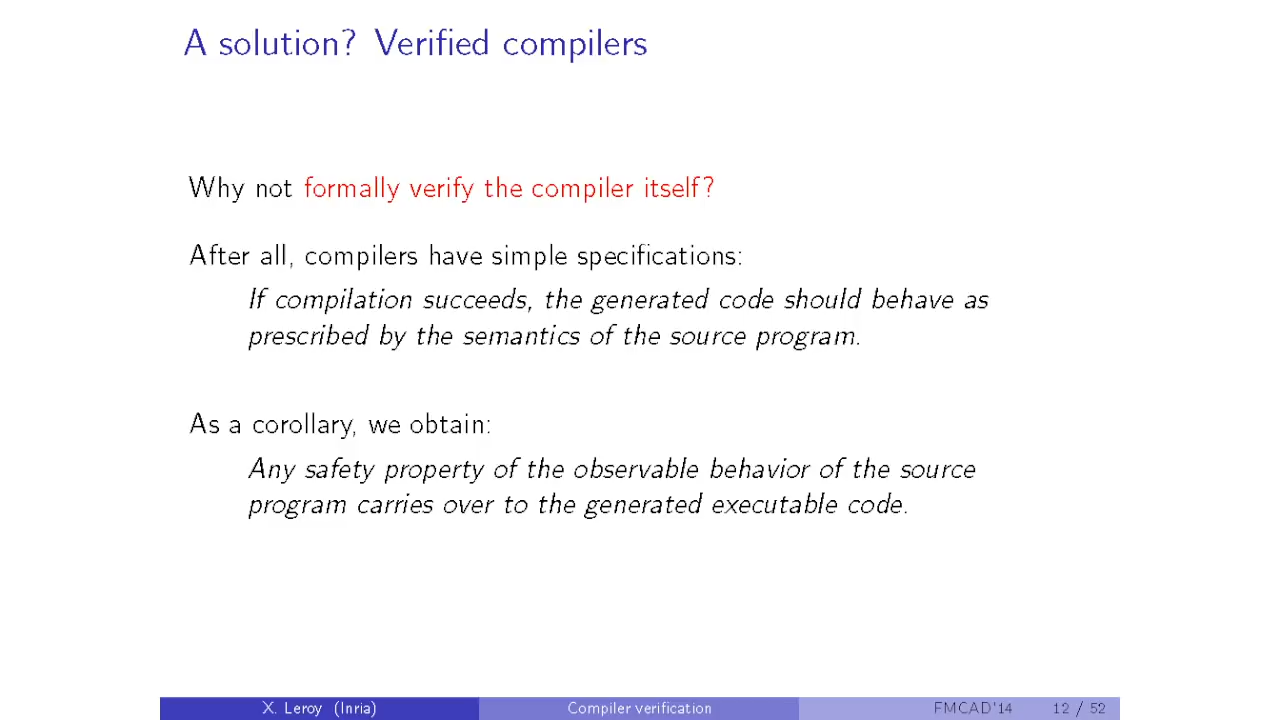 A solution? Verified compilers
Why not formally verify the compiler itself?
After all, compilers have simple specifications:
If compilation succeeds, the generated code should behave as
prescribed by the semantics of the source program.
As a corollary, we obtain:
Any safety property of the observable behavior of the source
program carries over to the generated executable code.
X. Leroy (Inria) Compiler verification FMCAD'14 12 / 52